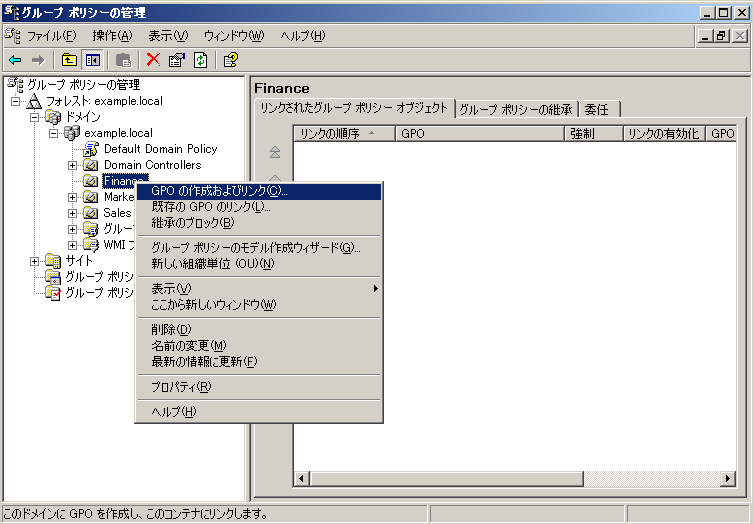 グループ ポリシーの管理
ファイル(F) 操作(A) 表示(V) ウィンドウ(W) ヘルプ(H)
グループ ポリシーの管理
フォレスト: example.local
ドメイン
example.local
Default Domain Policy
Domain Controllers
Finance
Marke
Sales
グルー
WMI フ
サイト
グループ ポリシ
グループ ポリシ
Finance
リンクされたグループ ポリシー オブジェクト グループ ポリシーの継承 委任
リンクの順序 GPO 強制 リンクの有効化 GPO
GPO の作成およびリンク(C)...
既存の GPO のリンク(L)...
継承のブロック(B)
グループ ポリシーのモデル作成ウィザード(G)...
新しい組織単位 (OU)(N)
表示(V)
ここから新しいウィンドウ(W)
削除(D)
名前の変更(M)
最新の情報に更新(F)
プロパティ(R)
ヘルプ(H)
このドメインに GPO を作成し、このコンテナにリンクします。